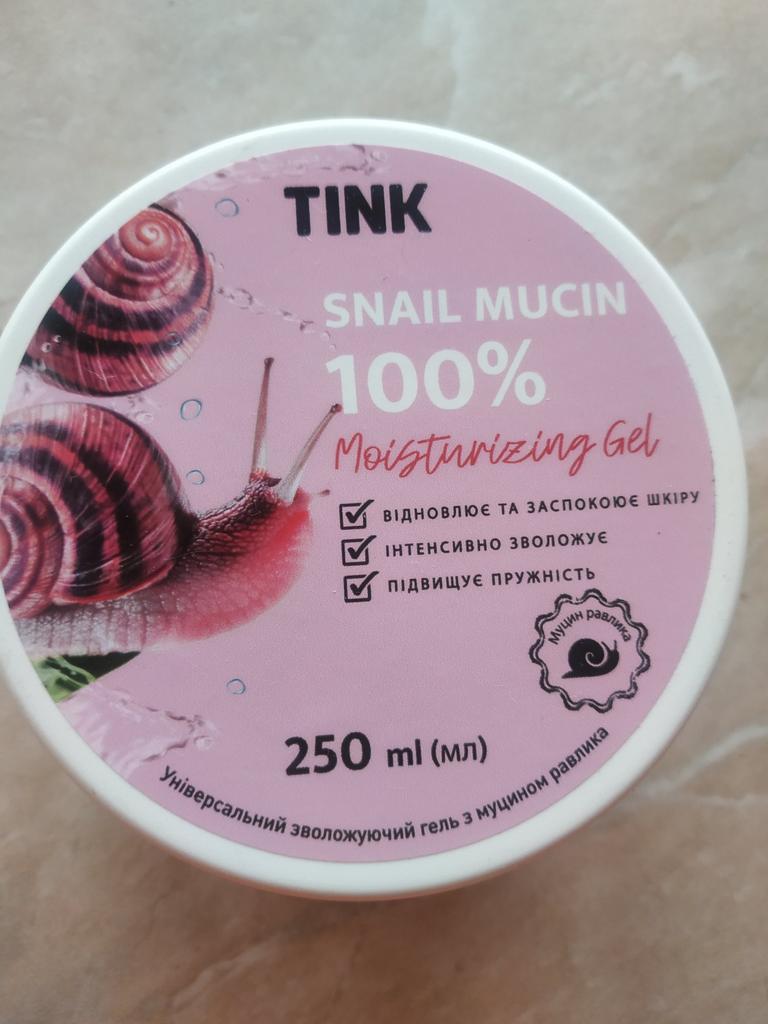 TINK
SNAIL MUCIN
100%
Moisturizing Gel
ВІДНОВЛЮЄ ТА ЗАСПОКОЮЄ ШКІРУ
ІНТЕНСИВНО ЗВОЛОЖУЄ
ПІДВИЩУЄ ПРУЖНІСТЬ
Муцин равлика
250 ml (мл)
Універсальний зволожуючий гель з муцином равлика